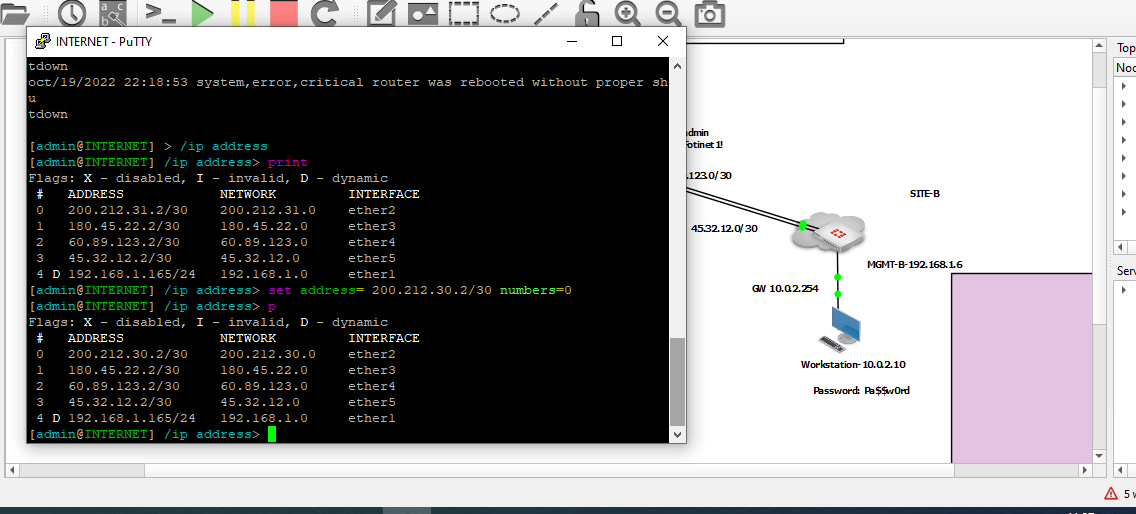 a b
c
INTERNET - PuTTY
tdown
oct/19/2022 22:18:53 system,error,critical router was rebooted without proper sh
u
tdown
[admin@INTERNET] > /ip address
[admin@INTERNET] /ip address> print
Flags: X - disabled, I - invalid, D - dynamic
#   ADDRESS            NETWORK         INTERFACE
0   200.212.31.2/30    200.212.31.0    ether2
1   180.45.22.2/30     180.45.22.0     ether3
2   60.89.123.2/30     60.89.123.0     ether4
3   45.32.12.2/30      45.32.12.0      ether5
4 D 192.168.1.165/24   192.168.1.0     ether1
[admin@INTERNET] /ip address> set address= 200.212.30.2/30 numbers=0
[admin@INTERNET] /ip address> p
Flags: X - disabled, I - invalid, D - dynamic
#   ADDRESS            NETWORK         INTERFACE
0   200.212.30.2/30    200.212.30.0    ether2
1   180.45.22.2/30     180.45.22.0     ether3
2   60.89.123.2/30     60.89.123.0     ether4
3   45.32.12.2/30      45.32.12.0      ether5
4 D 192.168.1.165/24   192.168.1.0     ether1
[admin@INTERNET] /ip address>
dmin
Fotinet1!
.123.0/30
45.32.12.0/30
SITE-B
MGMT-B-192.168.1.6
GW 10.0.2.254
Workstation-10.0.2.10
Password: Pa$$w0rd
Top
Nod
Serv
5 w